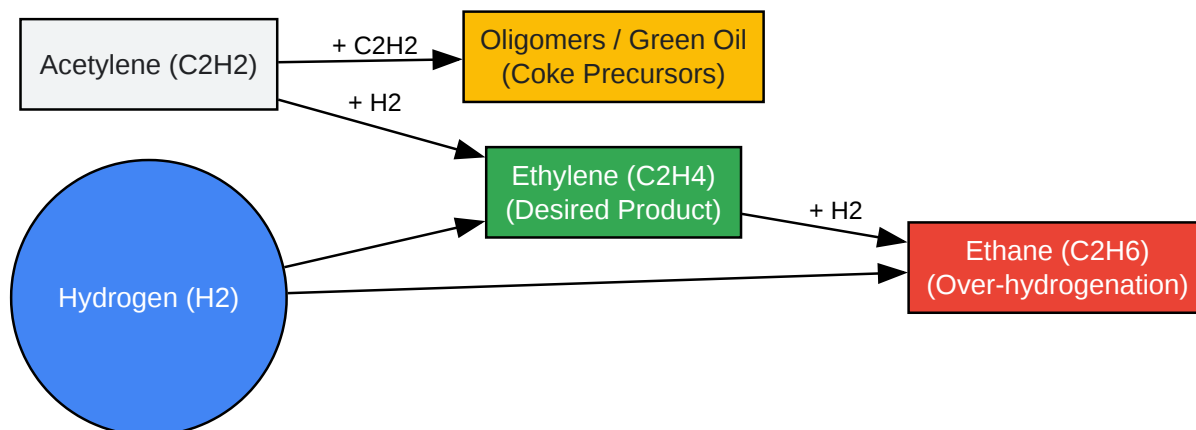 Acetylene (C2H2)
+ C2H2
Oligomers / Green Oil
(Coke Precursors)
+ H2
Ethylene (C2H4)
(Desired Product)
+ H2
Ethane (C2H6)
(Over-hydrogenation)
Hydrogen (H2)